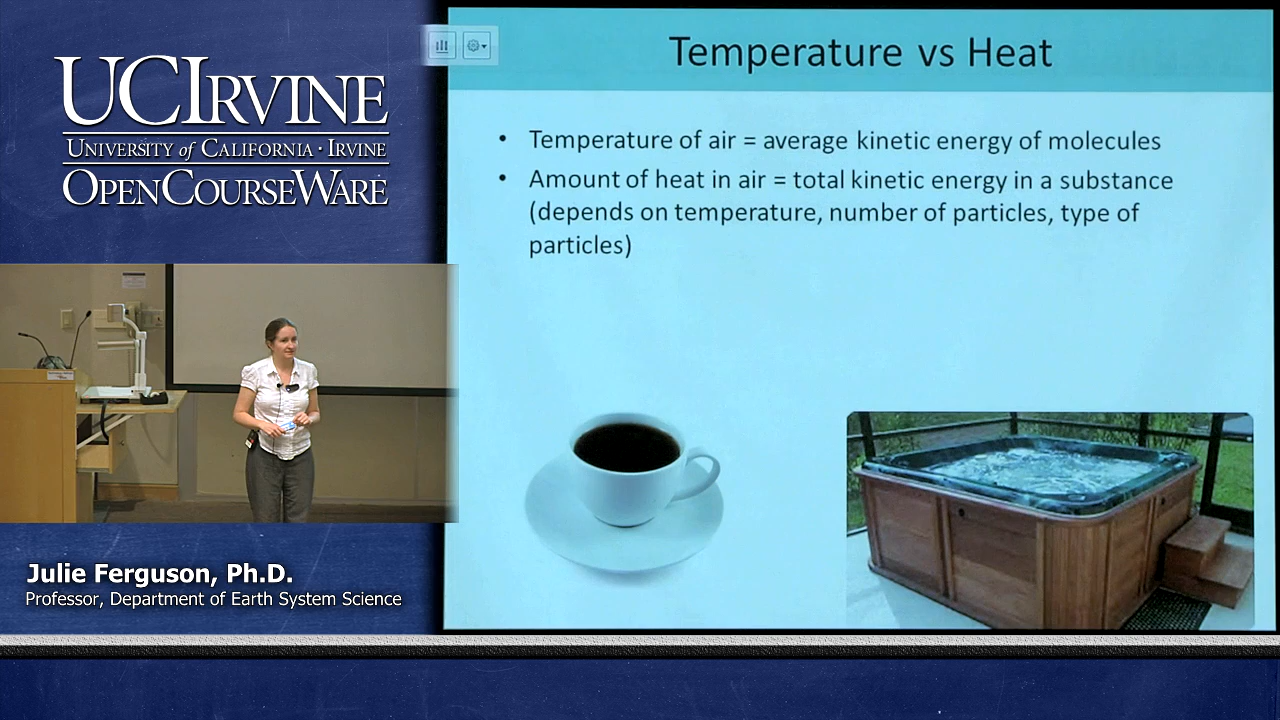 UCIRVINE
UNIVERSITY of CALIFORNIA · IRVINE
OPENCOURSEWARE
Julie Ferguson, Ph.D.
Professor, Department of Earth System Science
Temperature vs Heat
• Temperature of air = average kinetic energy of molecules
• Amount of heat in air = total kinetic energy in a substance
(depends on temperature, number of particles, type of
particles)